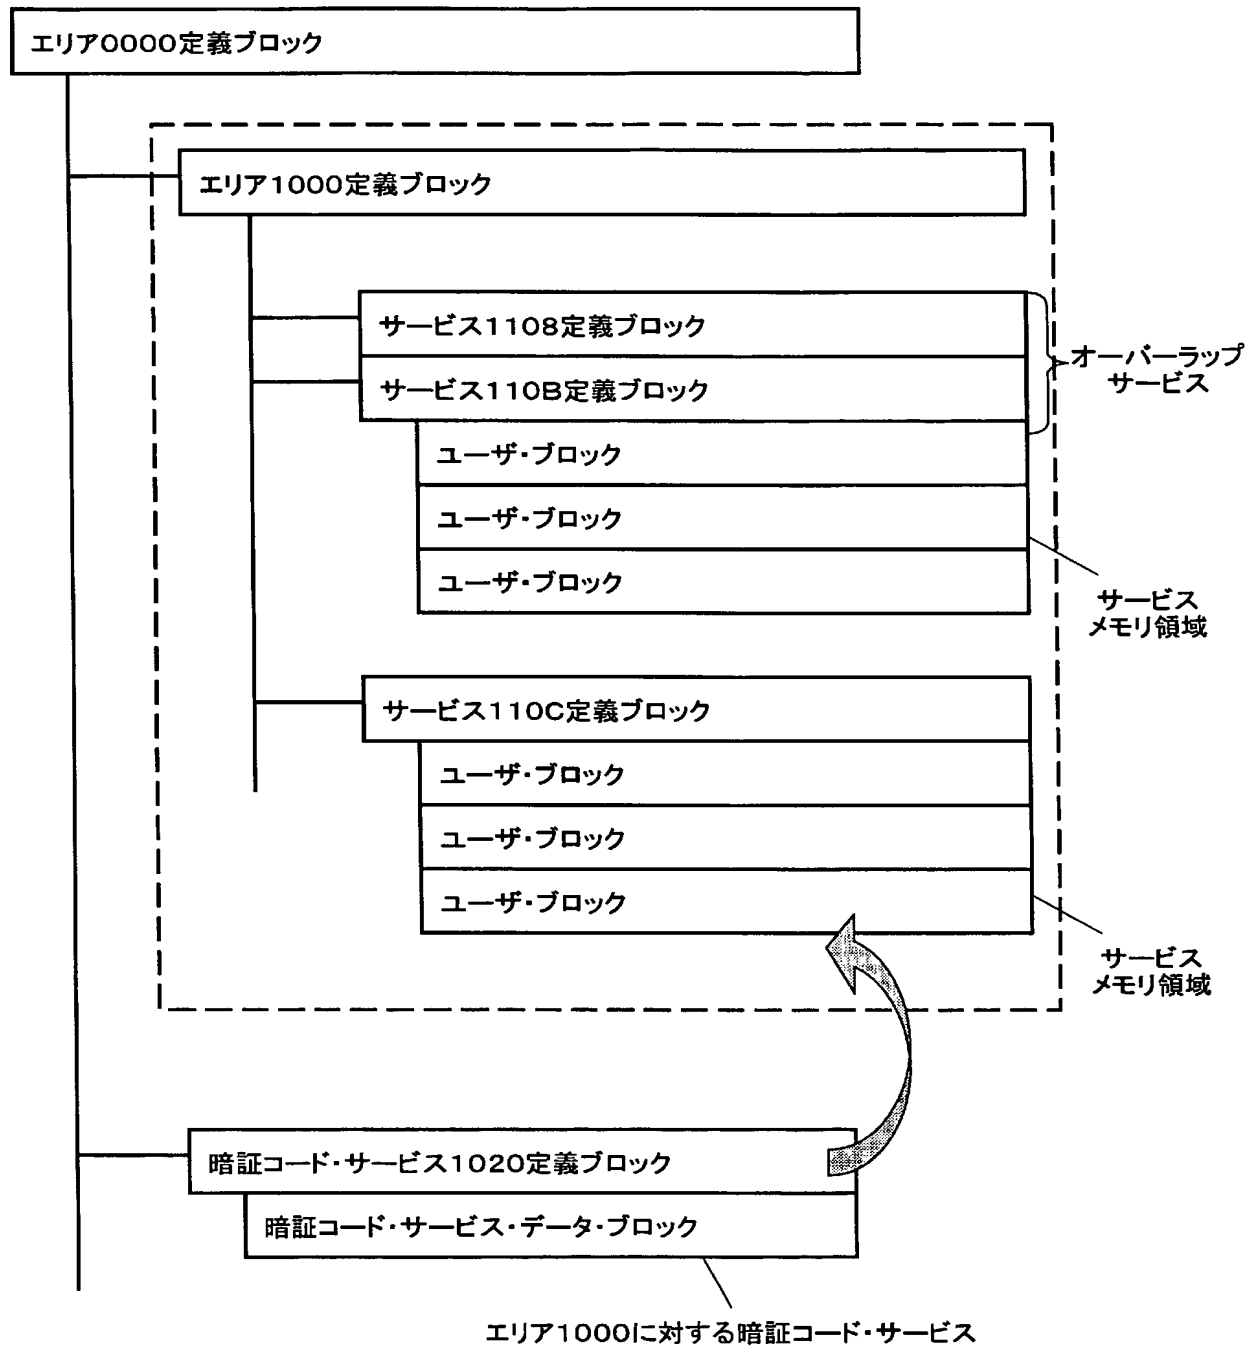 エリア0000定義ブロック
エリア1000定義ブロック
サービス1108定義ブロック
サービス110B定義ブロック
オーバーラップ
サービス
ユーザ・ブロック
ユーザ・ブロック
ユーザ・ブロック
サービス
メモリ領域
サービス110C定義ブロック
ユーザ・ブロック
ユーザ・ブロック
ユーザ・ブロック
サービス
メモリ領域
暗証コード・サービス1020定義ブロック
暗証コード・サービス・データ・ブロック
エリア1000に対する暗証コード・サービス